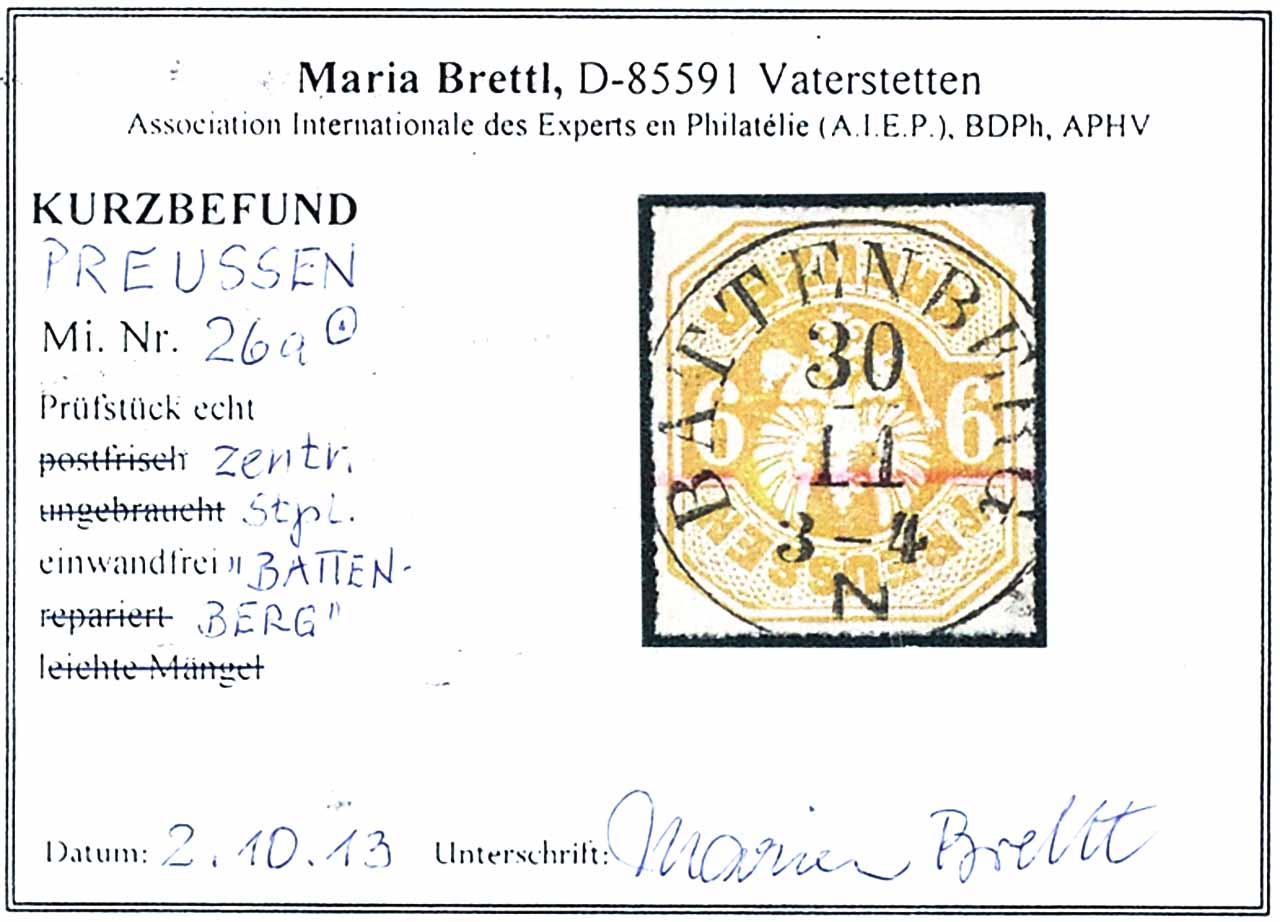 Maria Brettl, D-85591 Vaterstetten
Association Internationale des Experts en Philatélie (A.I.E.P.), BDPh, APHV
KURZBEFUND
PREUSSEN
Mi. Nr. 26a
Prüfstück echt
postfrisch zentr.
ungebraucht Stpl.
einwandfrei "BATTEN-
repariert BERG"
leichte Mängel
BATTENBERG
30
11
3-4
N
6 6
Datum: 2.10.13 Unterschrift: Maria Brettl